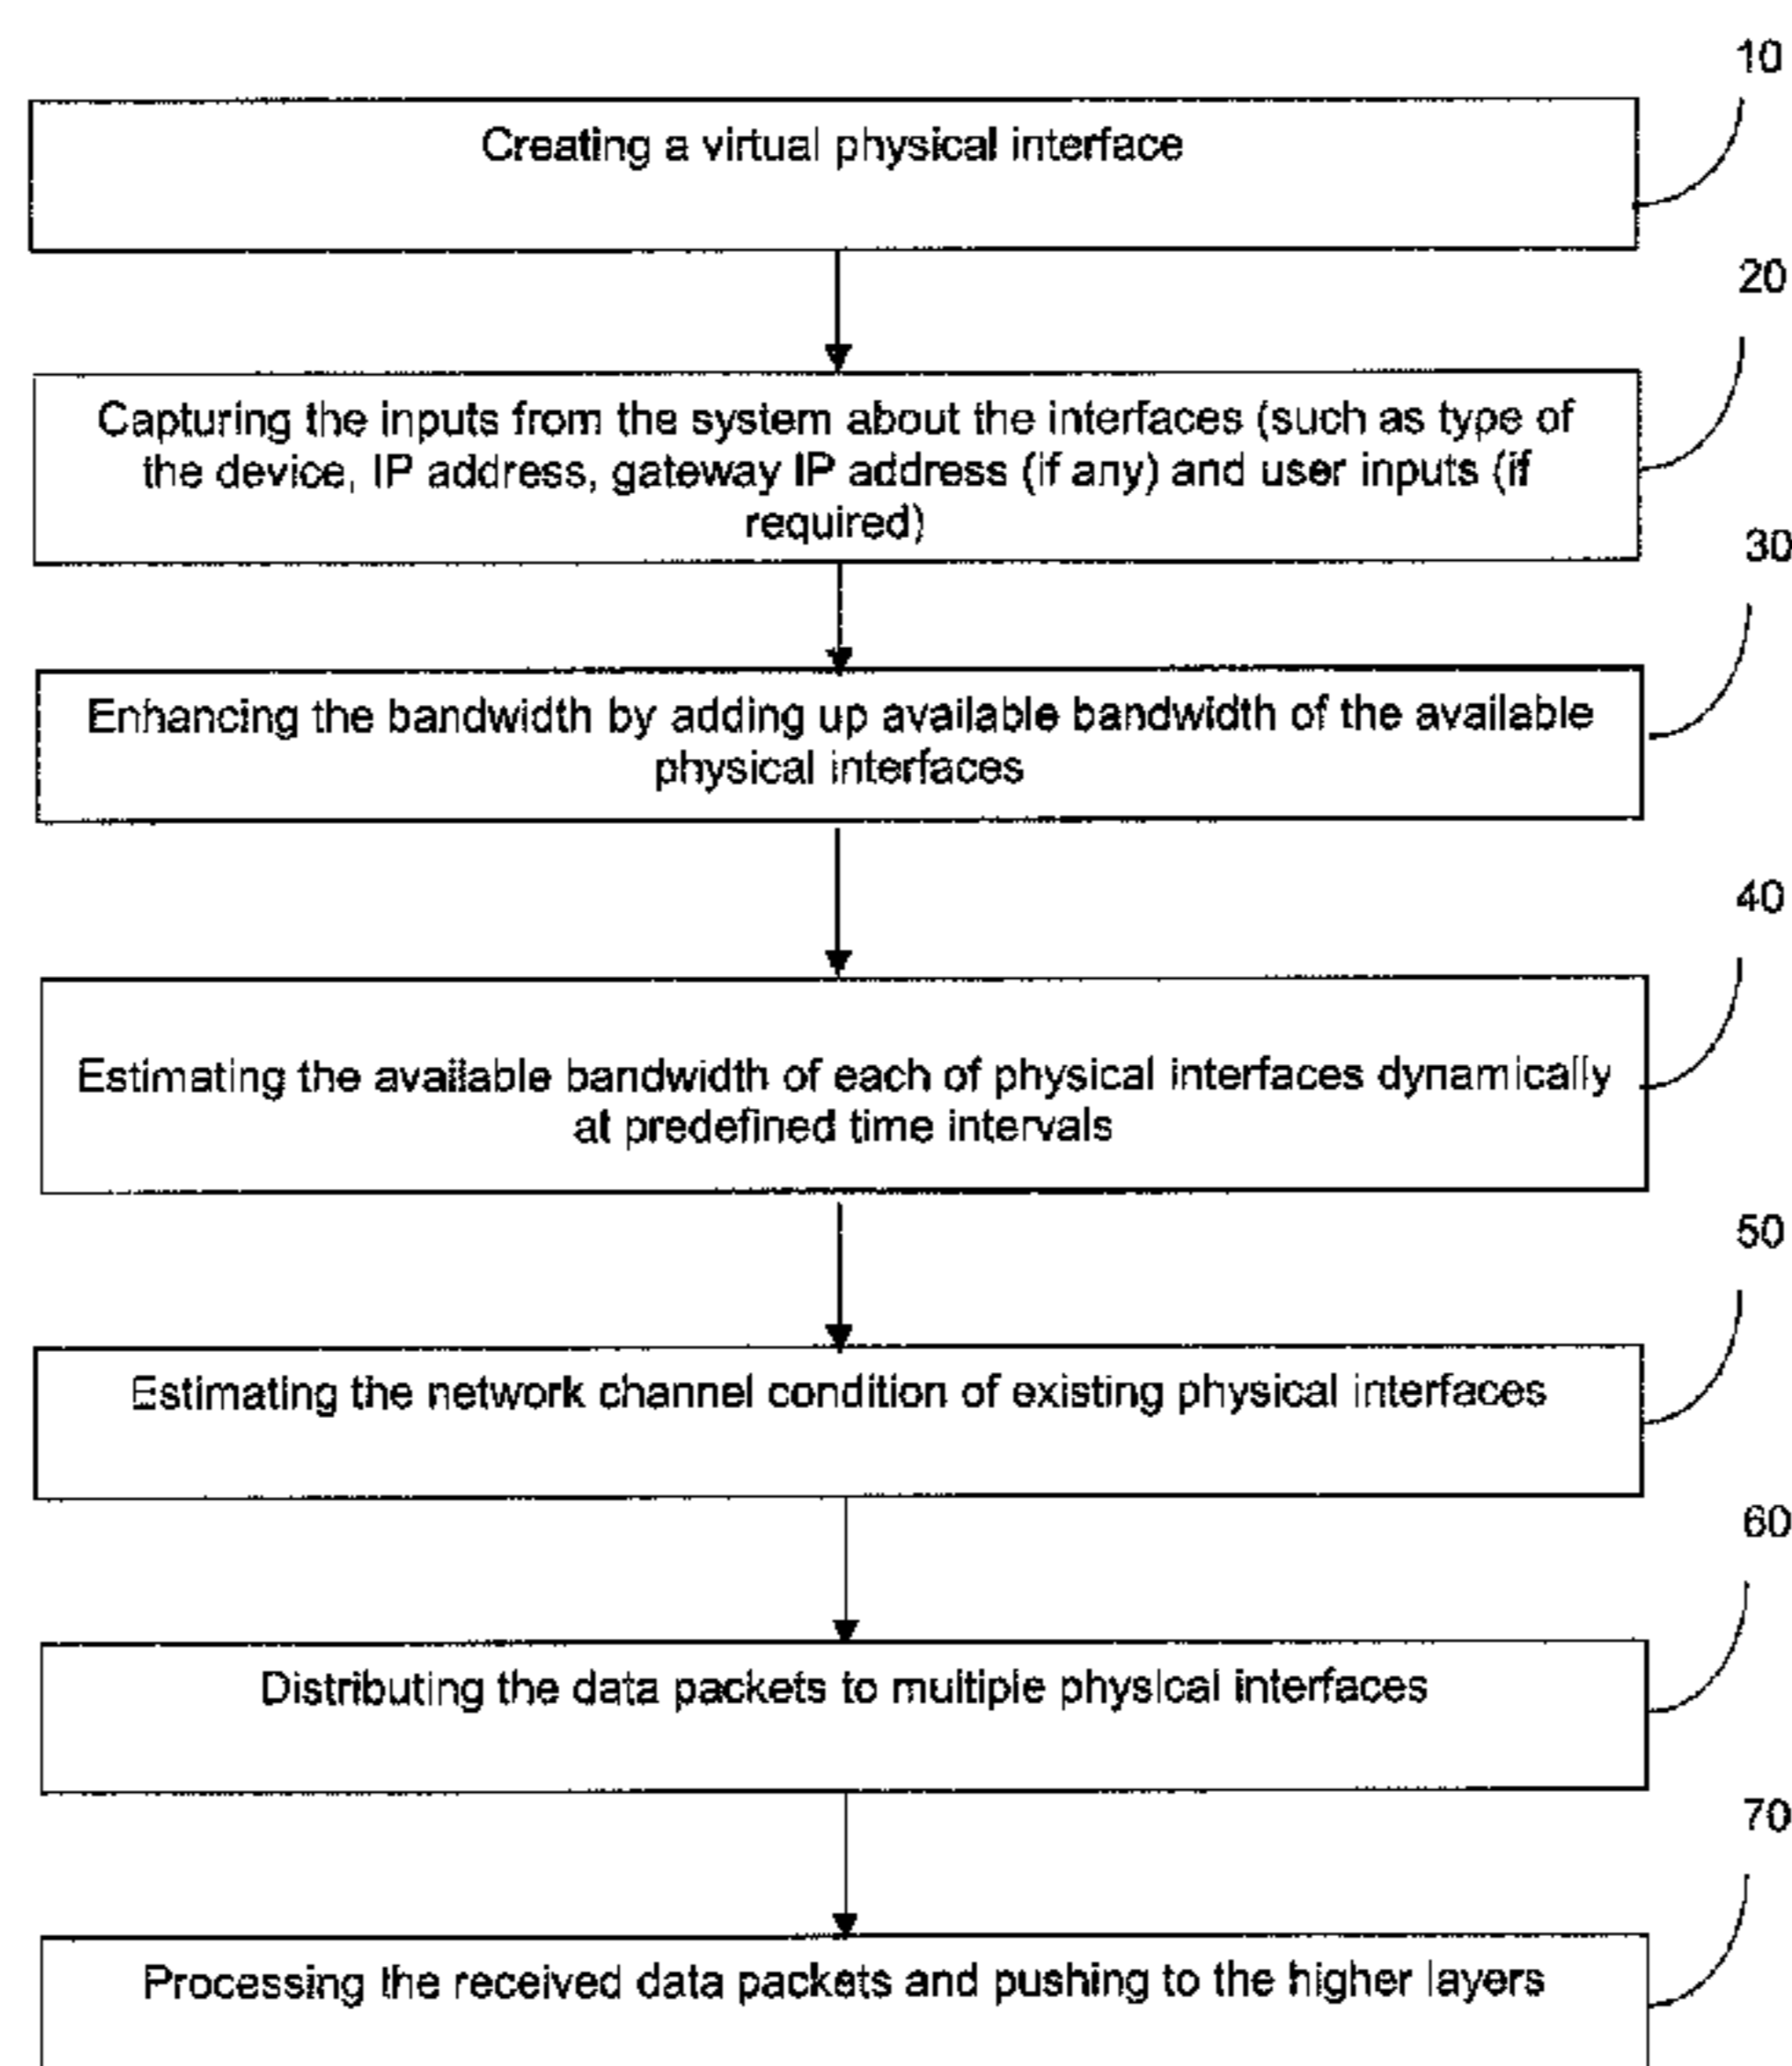 10
Creating a virtual physical interface
20
Capturing the inputs from the system about the interfaces (such as type of
the device, IP address, gateway IP address (if any) and user inputs (if
required)
30
Enhancing the bandwidth by adding up available bandwidth of the available
physical interfaces
40
Estimating the available bandwidth of each of physical interfaces dynamically
at predefined time intervals
50
Estimating the network channel condition of existing physical interfaces
60
Distributing the data packets to multiple physical interfaces
70
Processing the received data packets and pushing to the higher layers